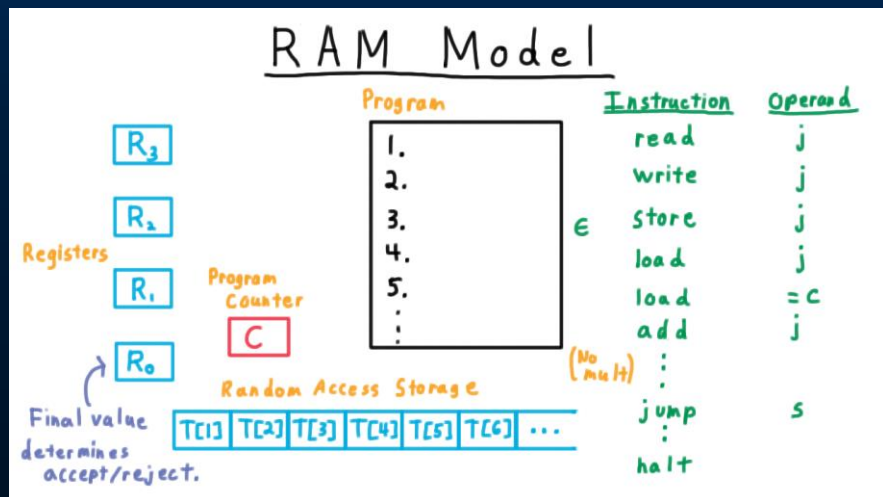 RAM Model
Registers
R3
R2
R1
R0
Final value
determines
accept/reject.
Program
Counter
C
Program
1.
2.
3.
4.
5.
⋮
∈
Instruction Operand
read j
write j
store j
load j
load =c
add j
(No
mult)
⋮
jump s
⋮
halt
Random Access Storage
T[1] T[2] T[3] T[4] T[5] T[6] ...